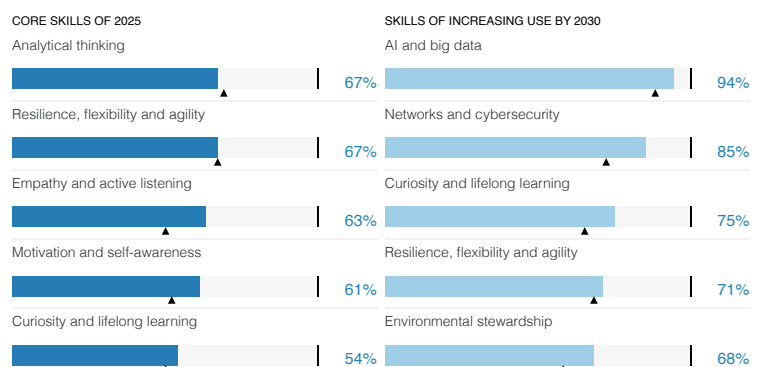 CORE SKILLS OF 2025
Analytical thinking
67%
Resilience, flexibility and agility
67%
Empathy and active listening
63%
Motivation and self-awareness
61%
Curiosity and lifelong learning
54%
SKILLS OF INCREASING USE BY 2030
AI and big data
94%
Networks and cybersecurity
85%
Curiosity and lifelong learning
75%
Resilience, flexibility and agility
71%
Environmental stewardship
68%